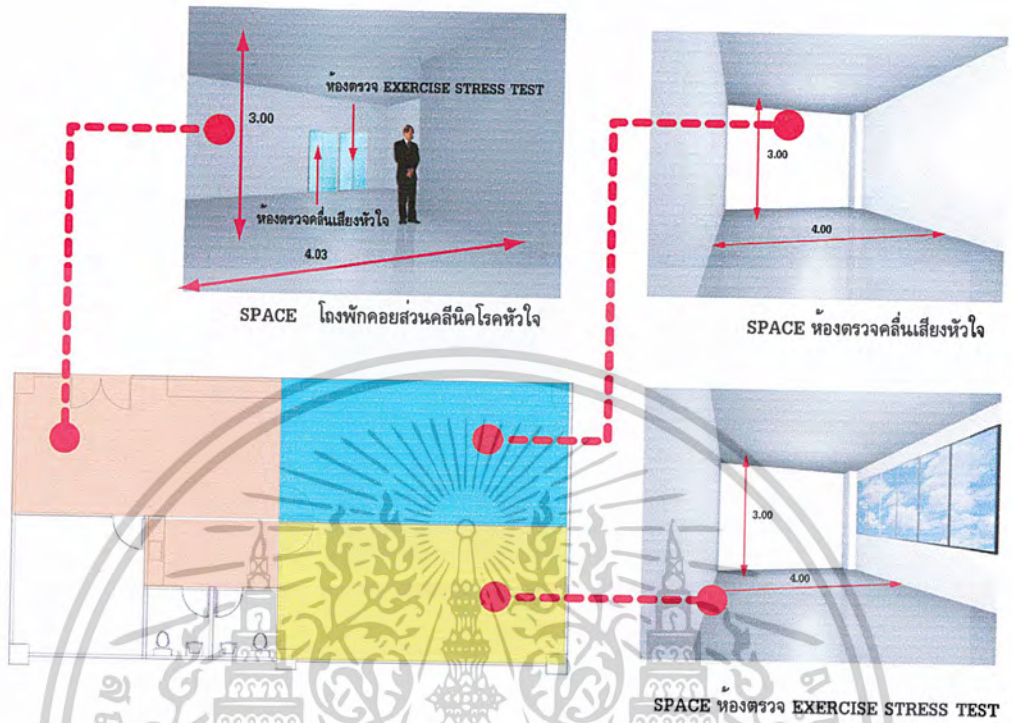 ห้องตรวจ EXERCISE STRESS TEST
3.00
ห้องตรวจคลื่นเสียงหัวใจ
4.03
SPACE โถงพักคอยส่วนคลีนิคโรคหัวใจ
3.00
4.00
SPACE ห้องตรวจคลื่นเสียงหัวใจ
3.00
4.00
SPACE ห้องตรวจ EXERCISE STRESS TEST